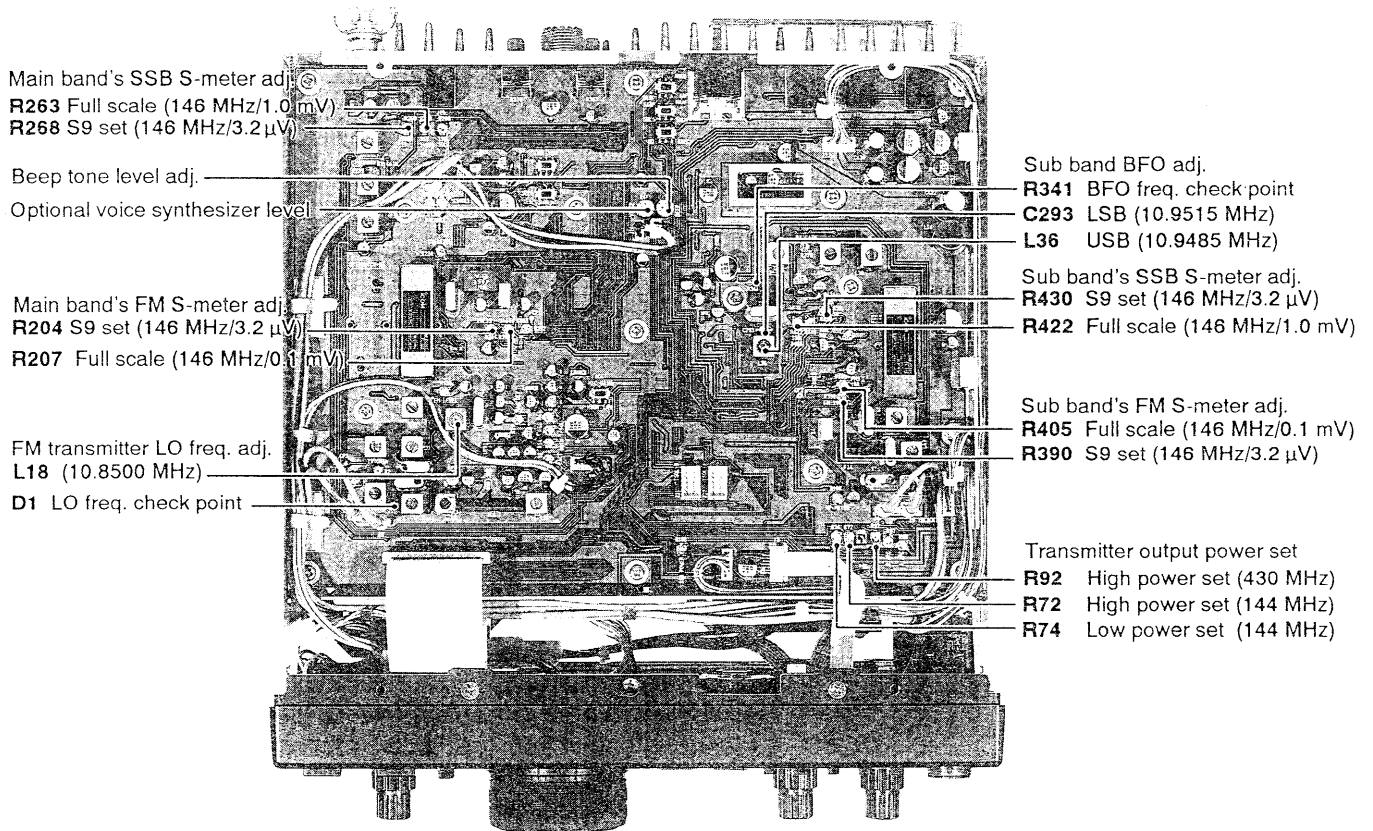 Main band's SSB S-meter adj.
R263 Full scale (146 MHz/1.0 mV)
R268 S9 set (146 MHz/3.2 μV)
Beep tone level adj.
Optional voice synthesizer level
Main band's FM S-meter adj.
R204 S9 set (146 MHz/3.2 μV)
R207 Full scale (146 MHz/0.1 mV)
FM transmitter LO freq. adj.
L18 (10.8500 MHz)
D1 LO freq. check point
Sub band BFO adj.
R341 BFO freq. check point
C293 LSB (10.9515 MHz)
L36 USB (10.9485 MHz)
Sub band's SSB S-meter adj.
R430 S9 set (146 MHz/3.2 μV)
R422 Full scale (146 MHz/1.0 mV)
Sub band's FM S-meter adj.
R405 Full scale (146 MHz/0.1 mV)
R390 S9 set (146 MHz/3.2 μV)
Transmitter output power set
R92 High power set (430 MHz)
R72 High power set (144 MHz)
R74 Low power set (144 MHz)